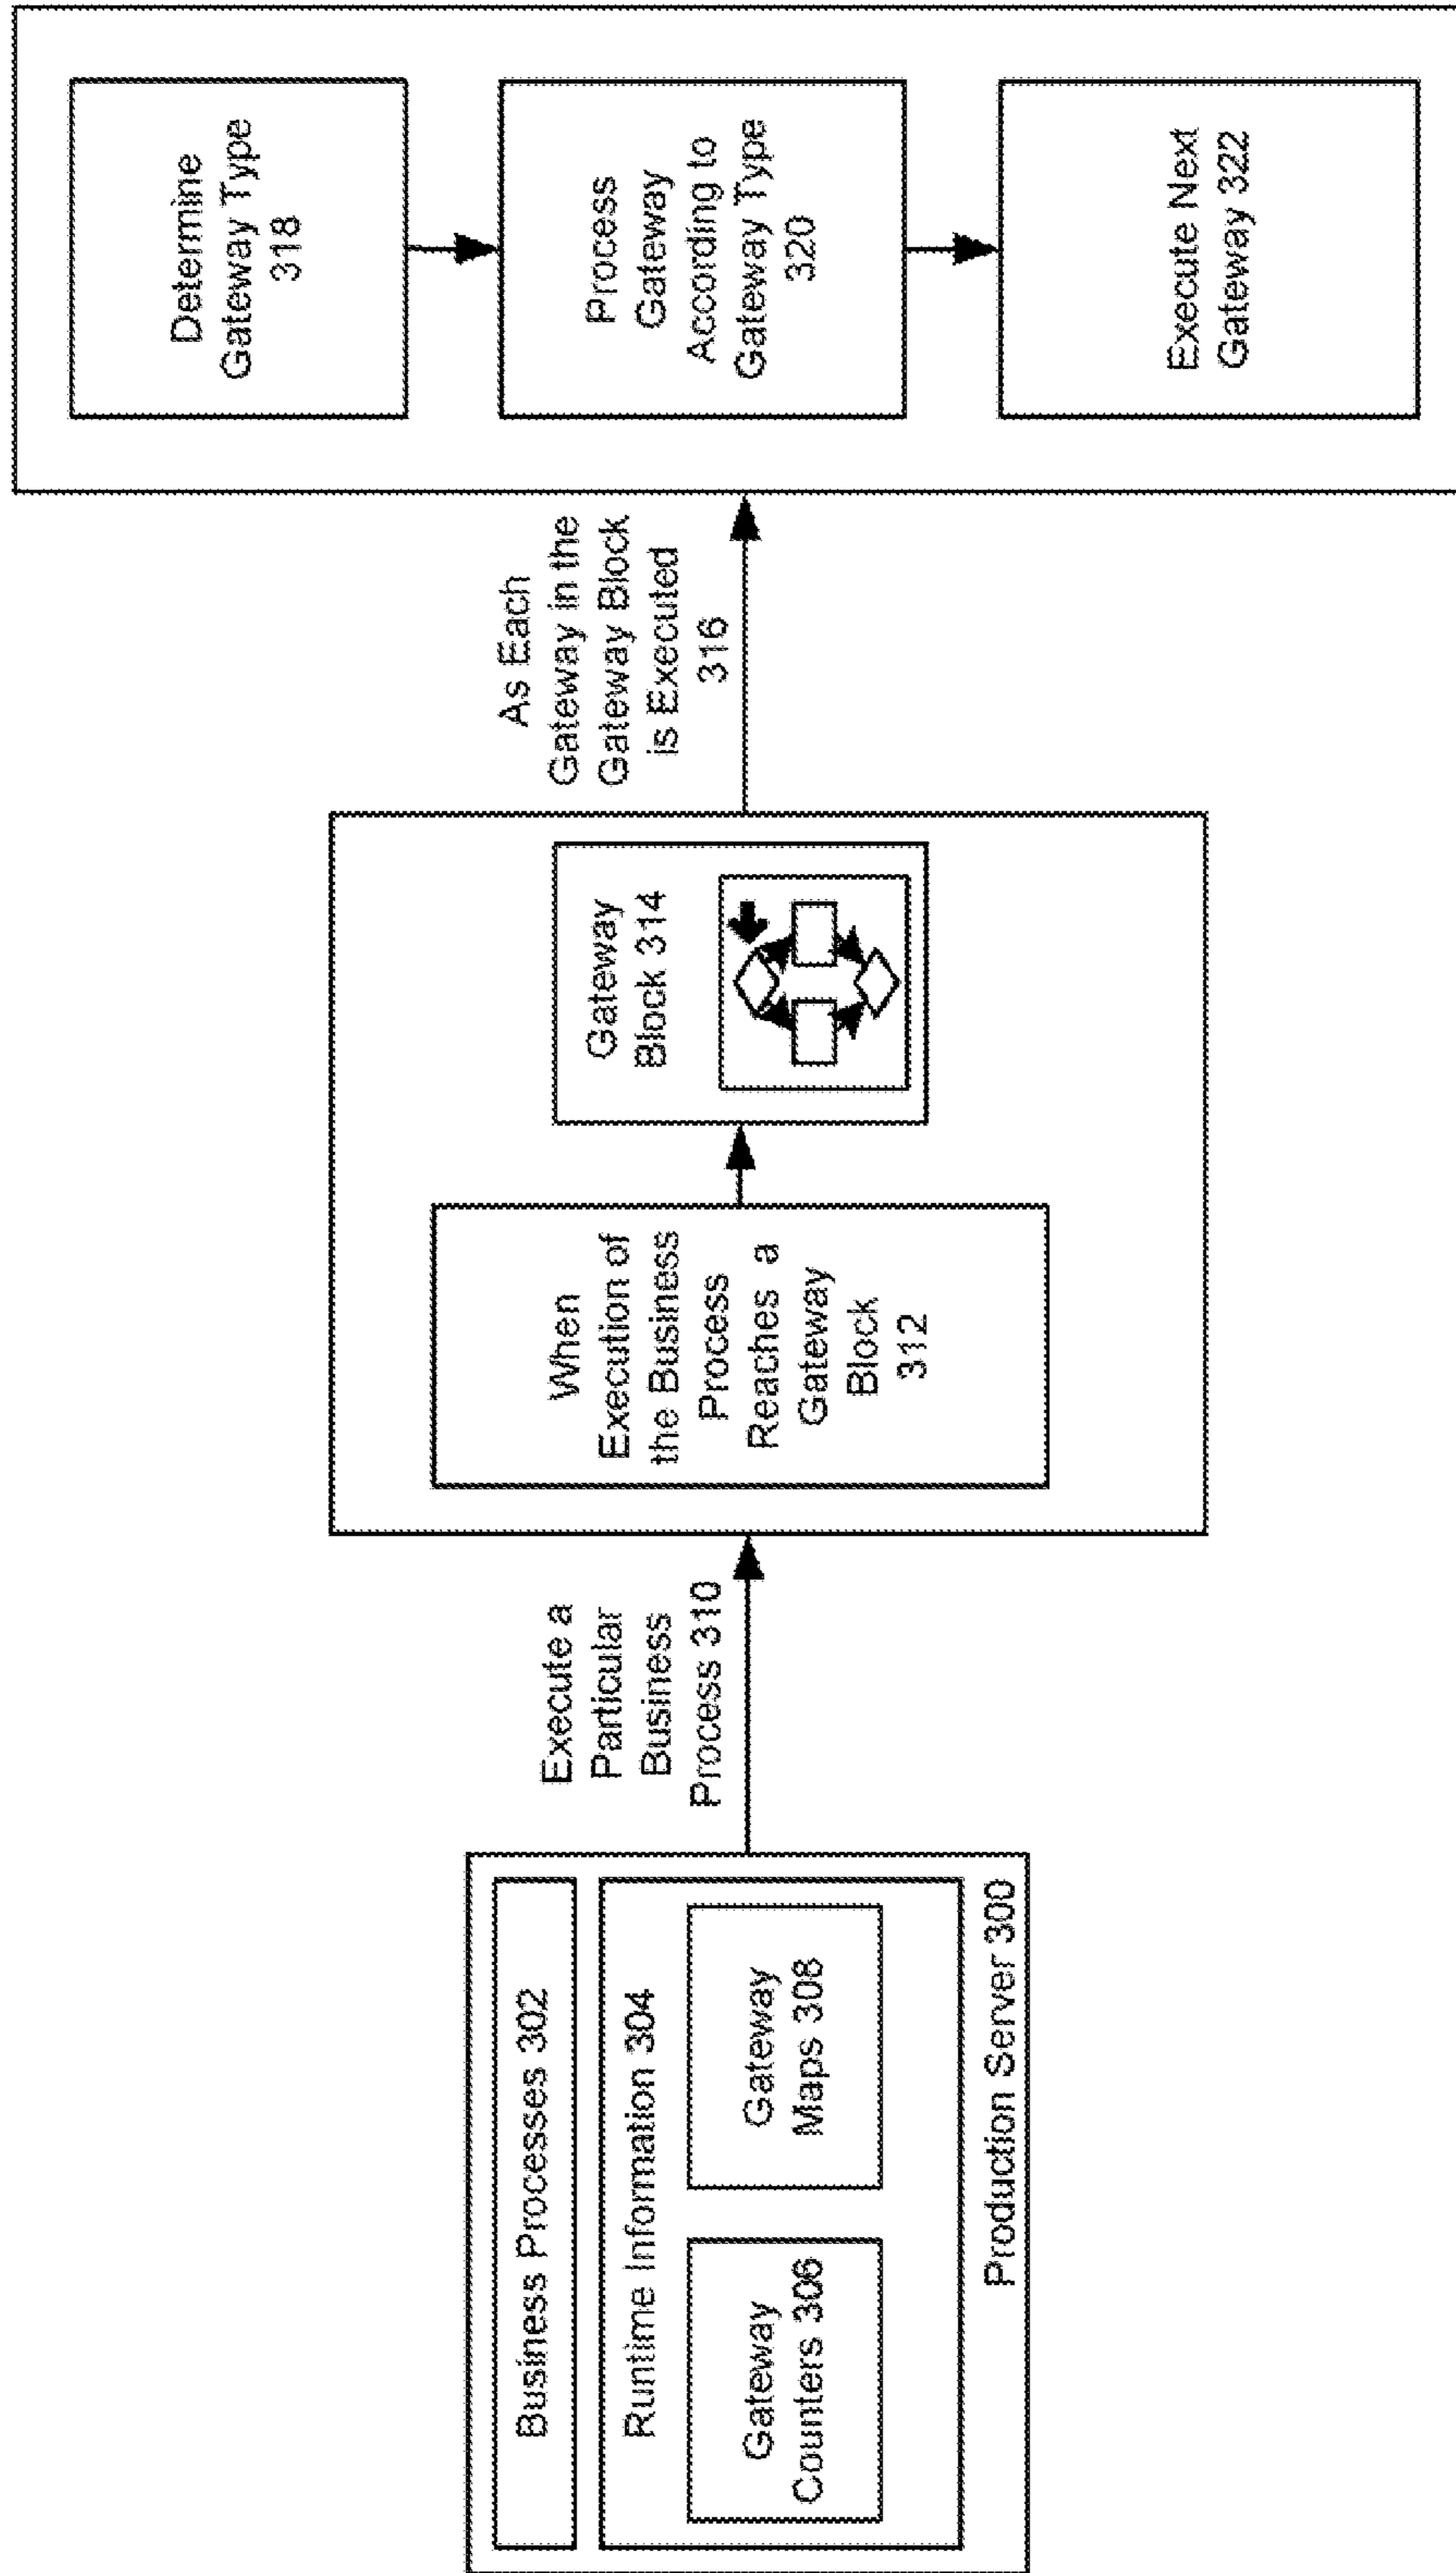 Business Processes 302
Runtime Information 304
Gateway
Counters 306
Gateway
Maps 308
Production Server 300
Execute a
Particular
Business
Process 310
When
Execution of
the Business
Process
Reaches a
Gateway
Block
312
Gateway
Block 314
As Each
Gateway in the
Gateway Block
is Executed
316
Determine
Gateway Type
318
Process
Gateway
According to
Gateway Type
320
Execute Next
Gateway 322